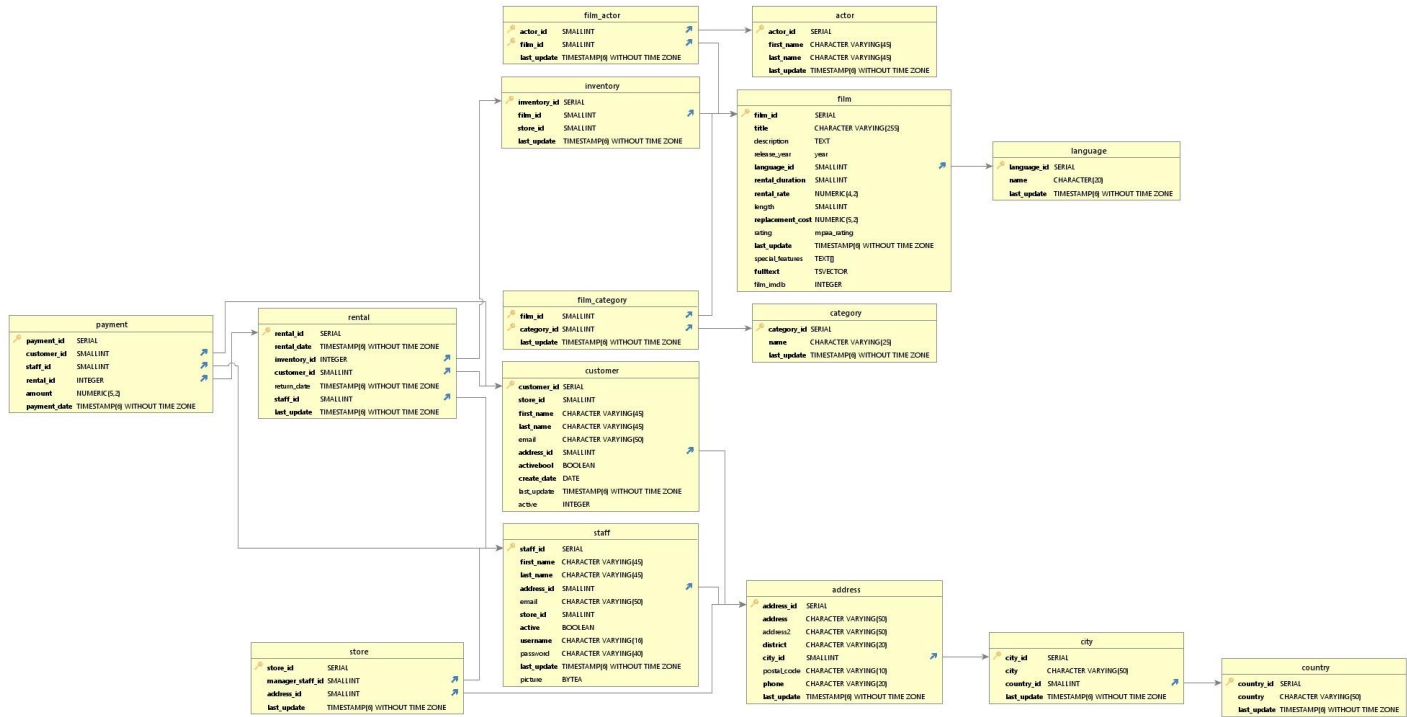 film_actor
actor_id SMALLINT
film_id SMALLINT
last_update TIMESTAMP(6) WITHOUT TIME ZONE
actor
actor_id SERIAL
first_name CHARACTER VARYING(45)
last_name CHARACTER VARYING(45)
last_update TIMESTAMP(6) WITHOUT TIME ZONE
inventory
inventory_id SERIAL
film_id SMALLINT
store_id SMALLINT
last_update TIMESTAMP(6) WITHOUT TIME ZONE
film
film_id SERIAL
title CHARACTER VARYING(255)
description TEXT
release_year year
language_id SMALLINT
rental_duration SMALLINT
rental_rate NUMERIC(4,2)
length SMALLINT
replacement_cost NUMERIC(5,2)
rating mpaa_rating
last_update TIMESTAMP(6) WITHOUT TIME ZONE
special_features TEXT[]
fulltext TSVECTOR
film_imdb INTEGER
language
language_id SERIAL
name CHARACTER(20)
last_update TIMESTAMP(6) WITHOUT TIME ZONE
film_category
film_id SMALLINT
category_id SMALLINT
last_update TIMESTAMP(6) WITHOUT TIME ZONE
category
category_id SERIAL
name CHARACTER VARYING(25)
last_update TIMESTAMP(6) WITHOUT TIME ZONE
payment
payment_id SERIAL
customer_id SMALLINT
staff_id SMALLINT
rental_id INTEGER
amount NUMERIC(5,2)
payment_date TIMESTAMP(6) WITHOUT TIME ZONE
rental
rental_id SERIAL
rental_date TIMESTAMP(6) WITHOUT TIME ZONE
inventory_id INTEGER
customer_id SMALLINT
return_date TIMESTAMP(6) WITHOUT TIME ZONE
staff_id SMALLINT
last_update TIMESTAMP(6) WITHOUT TIME ZONE
customer
customer_id SERIAL
store_id SMALLINT
first_name CHARACTER VARYING(45)
last_name CHARACTER VARYING(45)
email CHARACTER VARYING(50)
address_id SMALLINT
activebool BOOLEAN
create_date DATE
last_update TIMESTAMP(6) WITHOUT TIME ZONE
active INTEGER
staff
staff_id SERIAL
first_name CHARACTER VARYING(45)
last_name CHARACTER VARYING(45)
address_id SMALLINT
email CHARACTER VARYING(50)
store_id SMALLINT
active BOOLEAN
username CHARACTER VARYING(16)
password CHARACTER VARYING(40)
last_update TIMESTAMP(6) WITHOUT TIME ZONE
picture BYTEA
store
store_id SERIAL
manager_staff_id SMALLINT
address_id SMALLINT
last_update TIMESTAMP(6) WITHOUT TIME ZONE
address
address_id SERIAL
address CHARACTER VARYING(50)
address2 CHARACTER VARYING(50)
district CHARACTER VARYING(20)
city_id SMALLINT
postal_code CHARACTER VARYING(10)
phone CHARACTER VARYING(20)
last_update TIMESTAMP(6) WITHOUT TIME ZONE
city
city_id SERIAL
city CHARACTER VARYING(50)
country_id SMALLINT
last_update TIMESTAMP(6) WITHOUT TIME ZONE
country
country_id SERIAL
country CHARACTER VARYING(50)
last_update TIMESTAMP(6) WITHOUT TIME ZONE